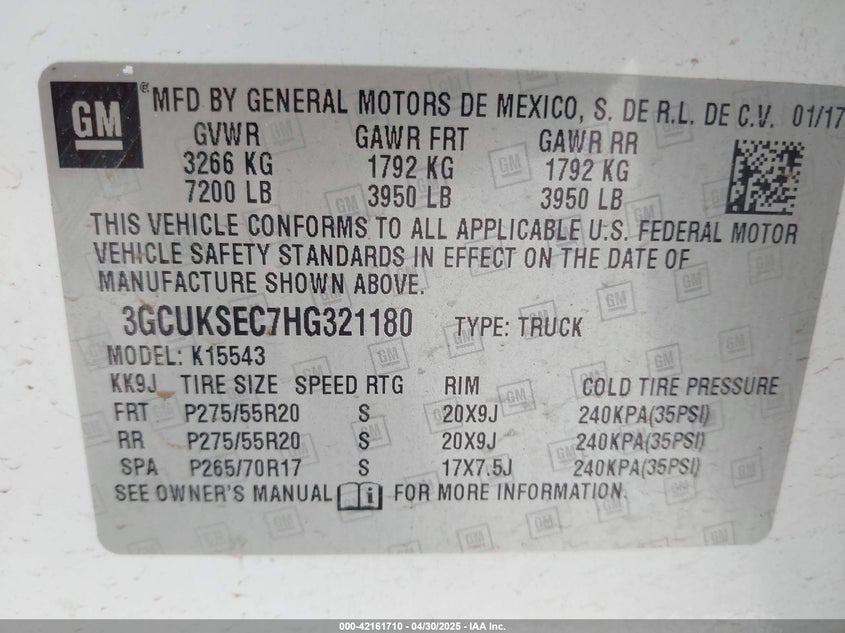 GM ® MFD BY GENERAL MOTORS DE MEXICO, S. DE R.L. DE C.V. 01/17
GVWR GAWR FRT GAWR RR
3266 KG 1792 KG 1792 KG
7200 LB 3950 LB 3950 LB
THIS VEHICLE CONFORMS TO ALL APPLICABLE U.S. FEDERAL MOTOR
VEHICLE SAFETY STANDARDS IN EFFECT ON THE DATE OF
MANUFACTURE SHOWN ABOVE.
3GCUKSEC7HG321180 TYPE: TRUCK
MODEL: K15543
KK9J TIRE SIZE SPEED RTG RIM COLD TIRE PRESSURE
FRT P275/55R20 S 20X9J 240KPA(35PSI)
RR P275/55R20 S 20X9J 240KPA(35PSI)
SPA P265/70R17 S 17X7.5J 240KPA(35PSI)
SEE OWNER'S MANUAL i FOR MORE INFORMATION.
000-42161710 - 04/30/2025 - IAA Inc.